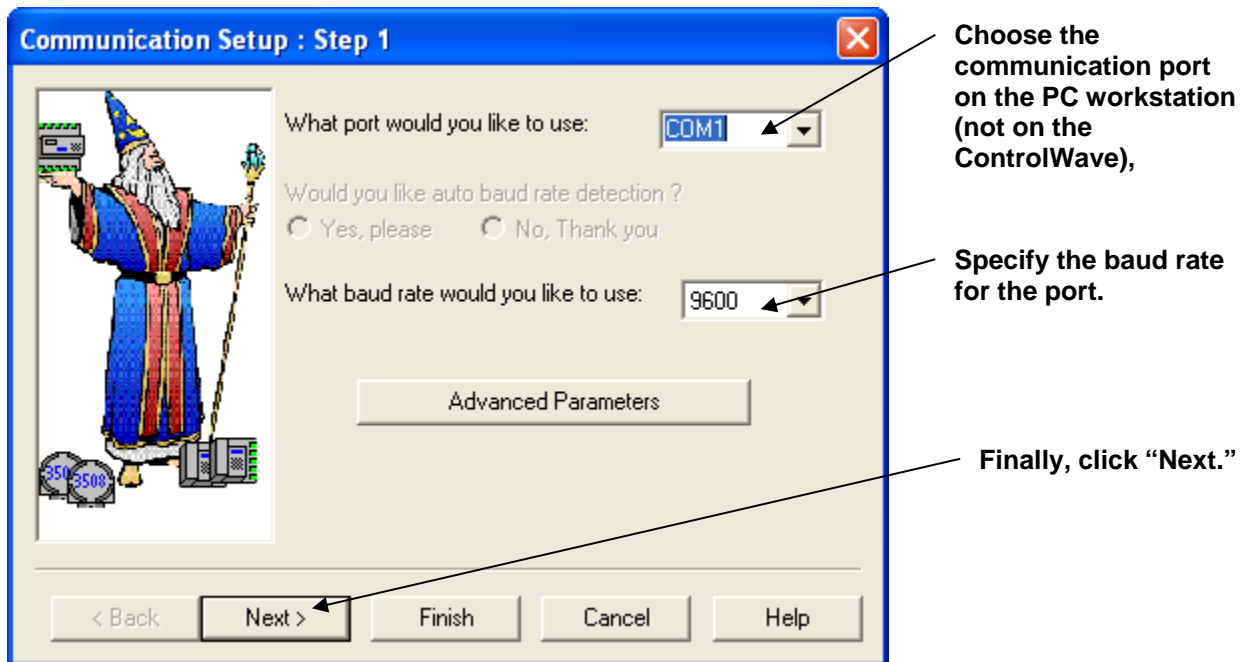 Communication Setup : Step 1
What port would you like to use:
COM1
Would you like auto baud rate detection ?
Yes, please
No, Thank you
What baud rate would you like to use:
9600
Advanced Parameters
350
3508
< Back
Next >
Finish
Cancel
Help
Choose the
communication port
on the PC workstation
(not on the
ControlWave),
Specify the baud rate
for the port.
Finally, click “Next.”